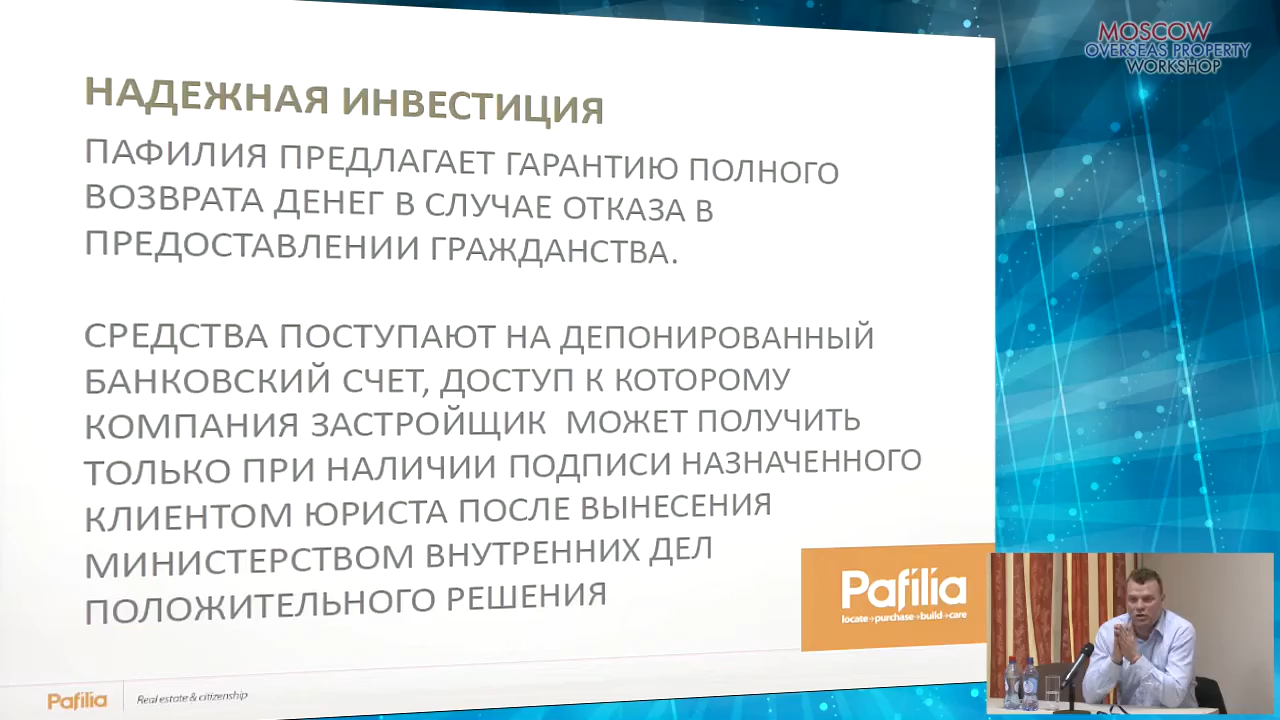 MOSCOW
OVERSEAS PROPERTY
WORKSHOP
НАДЕЖНАЯ ИНВЕСТИЦИЯ
ПАФИЛИЯ ПРЕДЛАГАЕТ ГАРАНТИЮ ПОЛНОГО
ВОЗВРАТА ДЕНЕГ В СЛУЧАЕ ОТКАЗА В
ПРЕДОСТАВЛЕНИИ ГРАЖДАНСТВА.
СРЕДСТВА ПОСТУПАЮТ НА ДЕПОНИРОВАННЫЙ
БАНКОВСКИЙ СЧЕТ, ДОСТУП К КОТОРОМУ
КОМПАНИЯ ЗАСТРОЙЩИК МОЖЕТ ПОЛУЧИТЬ
ТОЛЬКО ПРИ НАЛИЧИИ ПОДПИСИ НАЗНАЧЕННОГО
КЛИЕНТОМ ЮРИСТА ПОСЛЕ ВЫНЕСЕНИЯ
МИНИСТЕРСТВОМ ВНУТРЕННИХ ДЕЛ
ПОЛОЖИТЕЛЬНОГО РЕШЕНИЯ
Pafilia
locate→purchase→build→care
Pafilia
Real estate & citizenship